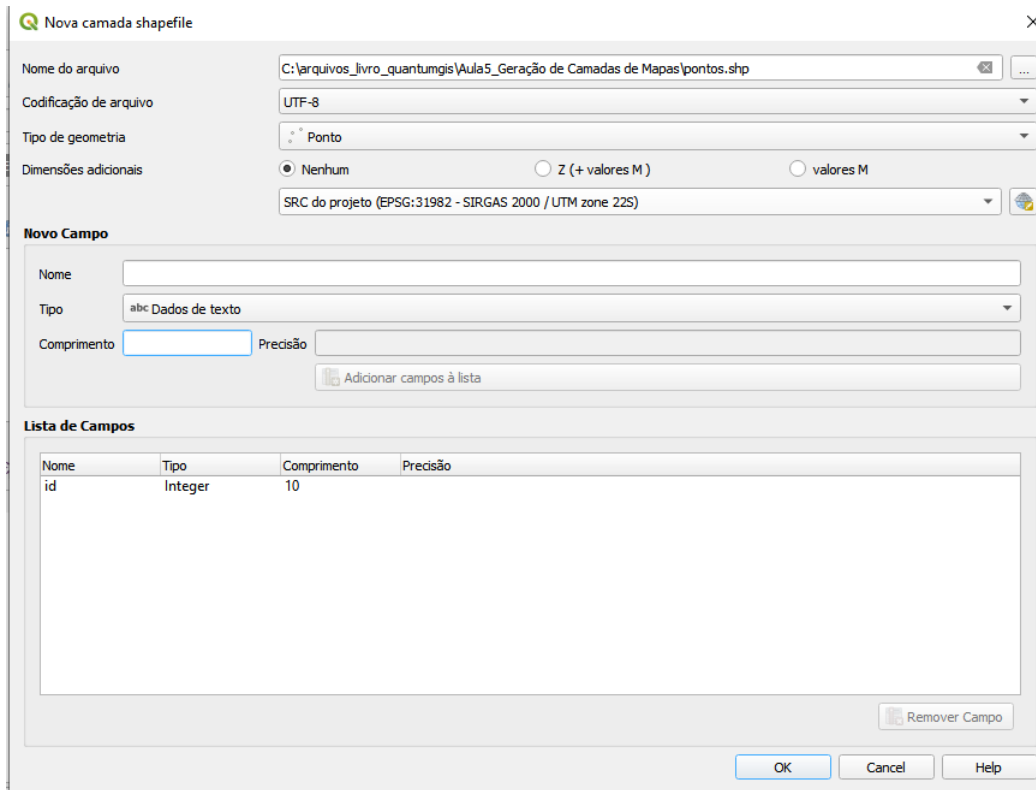 Nova camada shapefile
Nome do arquivo C:\arquivos_livro_quantumgis\Aula5_Geração de Camadas de Mapas\pontos.shp ...
Codificação de arquivo UTF-8
Tipo de geometria Ponto
Dimensões adicionais Nenhum Z (+ valores M ) valores M
SRC do projeto (EPSG:31982 - SIRGAS 2000 / UTM zone 22S)
Novo Campo
Nome
Tipo abc Dados de texto
Comprimento Precisão
Adicionar campos à lista
Lista de Campos
Nome Tipo Comprimento Precisão
id Integer 10
Remover Campo
OK Cancel Help